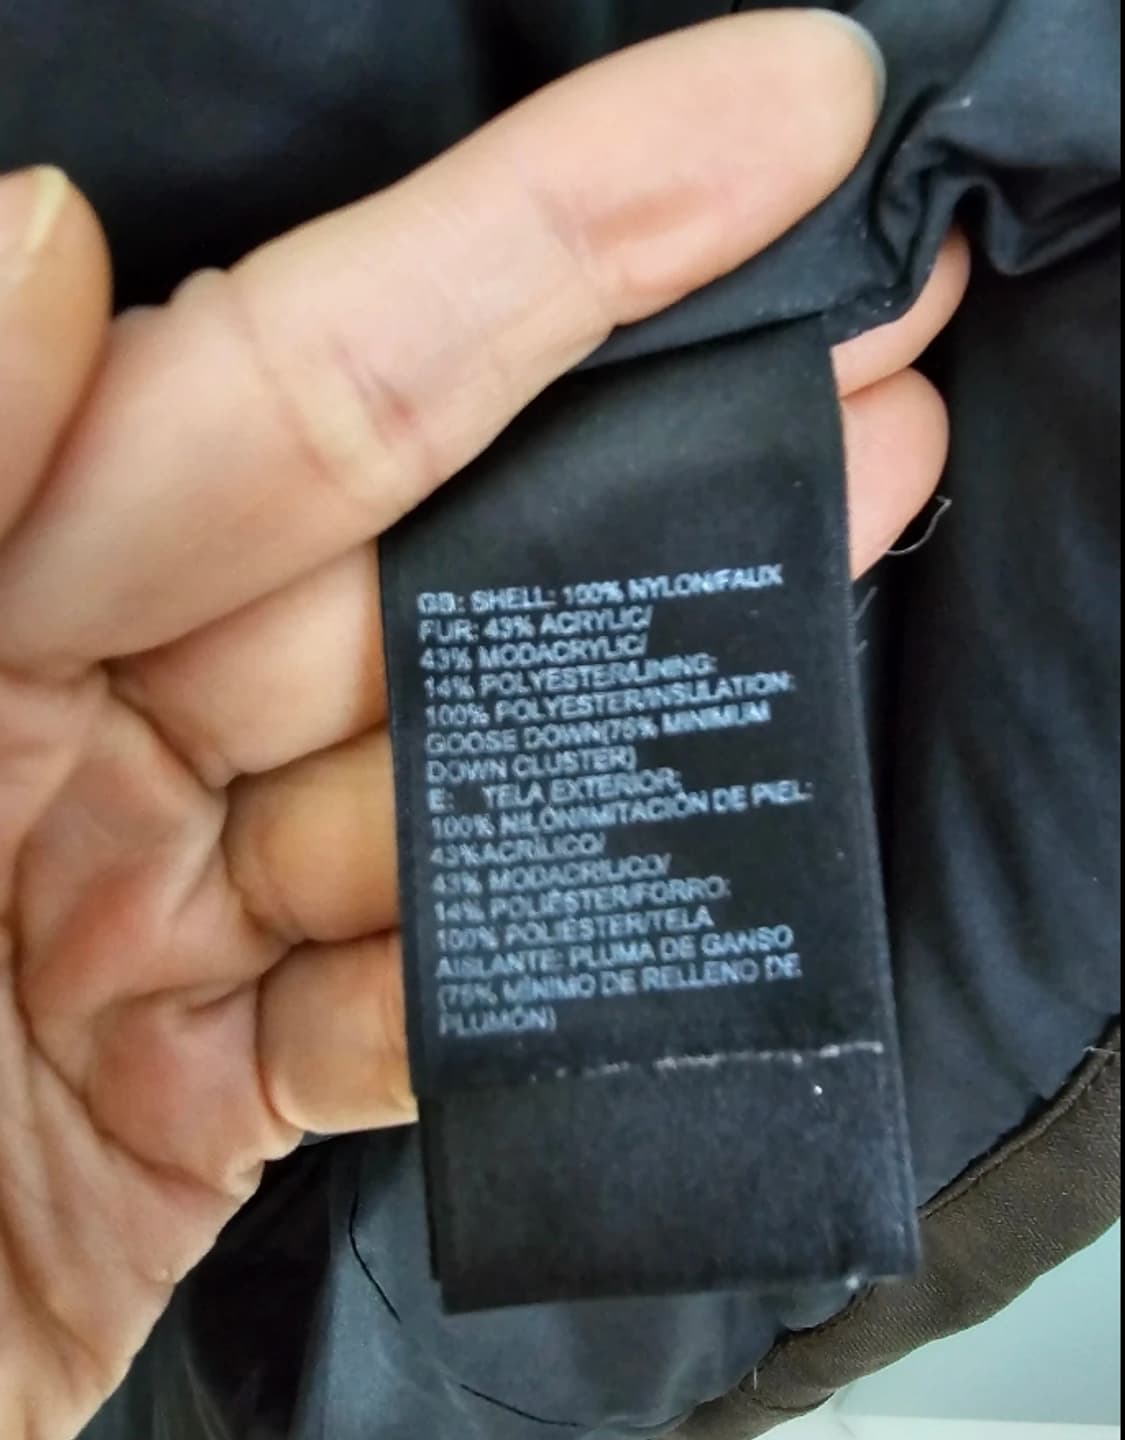 GB: SHELL: 100% NYLON/FAUX
FUR: 43% ACRYLIC/
43% MODACRYLIC/
14% POLYESTER/LINING:
100% POLYESTER/INSULATION:
GOOSE DOWN(75% MINIMUM
DOWN CLUSTER)
E: TELA EXTERIOR:
100% NILON/IMITACIÓN DE PIEL:
43%ACRÍLICO/
43% MODACRÍLICO/
14% POLIÉSTER/FORRO:
100% POLIÉSTER/TELA
AISLANTE: PLUMA DE GANSO
(75% MÍNIMO DE RELLENO DE
PLUMÓN)